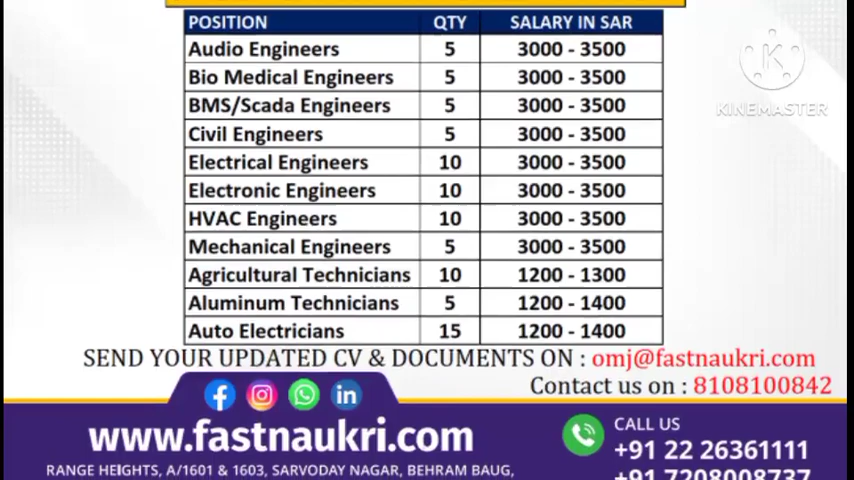 POSITION QTY SALARY IN SAR
Audio Engineers 5 3000 - 3500
Bio Medical Engineers 5 3000 - 3500
BMS/Scada Engineers 5 3000 - 3500
Civil Engineers 5 3000 - 3500
Electrical Engineers 10 3000 - 3500
Electronic Engineers 10 3000 - 3500
HVAC Engineers 10 3000 - 3500
Mechanical Engineers 5 3000 - 3500
Agricultural Technicians 10 1200 - 1300
Aluminum Technicians 5 1200 - 1400
Auto Electricians 15 1200 - 1400
KINEMASTER
SEND YOUR UPDATED CV & DOCUMENTS ON : omj@fastnaukri.com
Contact us on : 8108100842
www.fastnaukri.com
RANGE HEIGHTS, A/1601 & 1603, SARVODAY NAGAR, BEHRAM BAUG,
CALL US
+91 22 26361111
+91 7208008737